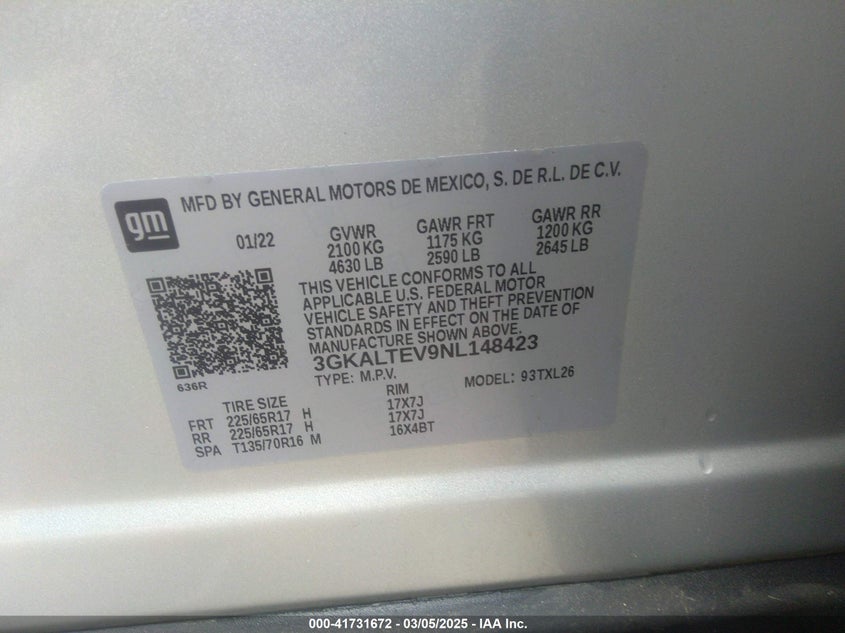 gm
MFD BY GENERAL MOTORS DE MEXICO, S. DE R.L. DE C.V.
01/22 GVWR GAWR FRT GAWR RR
2100 KG 1175 KG 1200 KG
4630 LB 2590 LB 2645 LB
THIS VEHICLE CONFORMS TO ALL
APPLICABLE U.S. FEDERAL MOTOR
VEHICLE SAFETY AND THEFT PREVENTION
STANDARDS IN EFFECT ON THE DATE OF
MANUFACTURE SHOWN ABOVE.
3GKALTEV9NL148423
636R
TYPE: M.P.V. MODEL: 93TXL26
TIRE SIZE RIM
FRT 225/65R17 H 17X7J
RR 225/65R17 H 17X7J
SPA T135/70R16 M 16X4BT
000-41731672 — 03/05/2025 — IAA Inc.